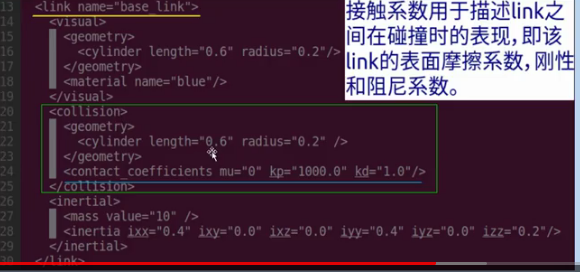 13 <link name="base_link">
14 <visual>
15 <geometry>
16 <cylinder length="0.6" radius="0.2"/>
17 </geometry>
18 <material name="blue"/>
19 </visual>
20 <collision>
21 <geometry>
22 <cylinder length="0.6" radius="0.2" />
23 </geometry>
24 <contact_coefficients mu="0" kp="1000.0" kd="1.0"/>
25 </collision>
26 <inertial>
27 <mass value="10" />
28 <inertia ixx="0.4" ixy="0.0" ixz="0.0" iyy="0.4" iyz="0.0" izz="0.2"/>
29 </inertial>
30 </link>
接触系数用于描述link之
间在碰撞时的表现,即该
link的表面摩擦系数,刚性
和阻尼系数。